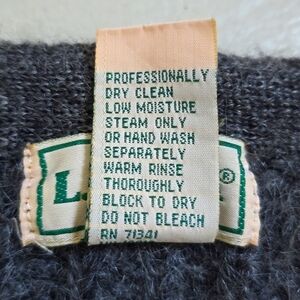 PROFESSIONALLY
DRY CLEAN
LOW MOISTURE
STEAM ONLY
OR HAND WASH
SEPARATELY
WARM RINSE
THOROUGHLY
BLOCK TO DRY
DO NOT BLEACH
RN 71341
L. ®